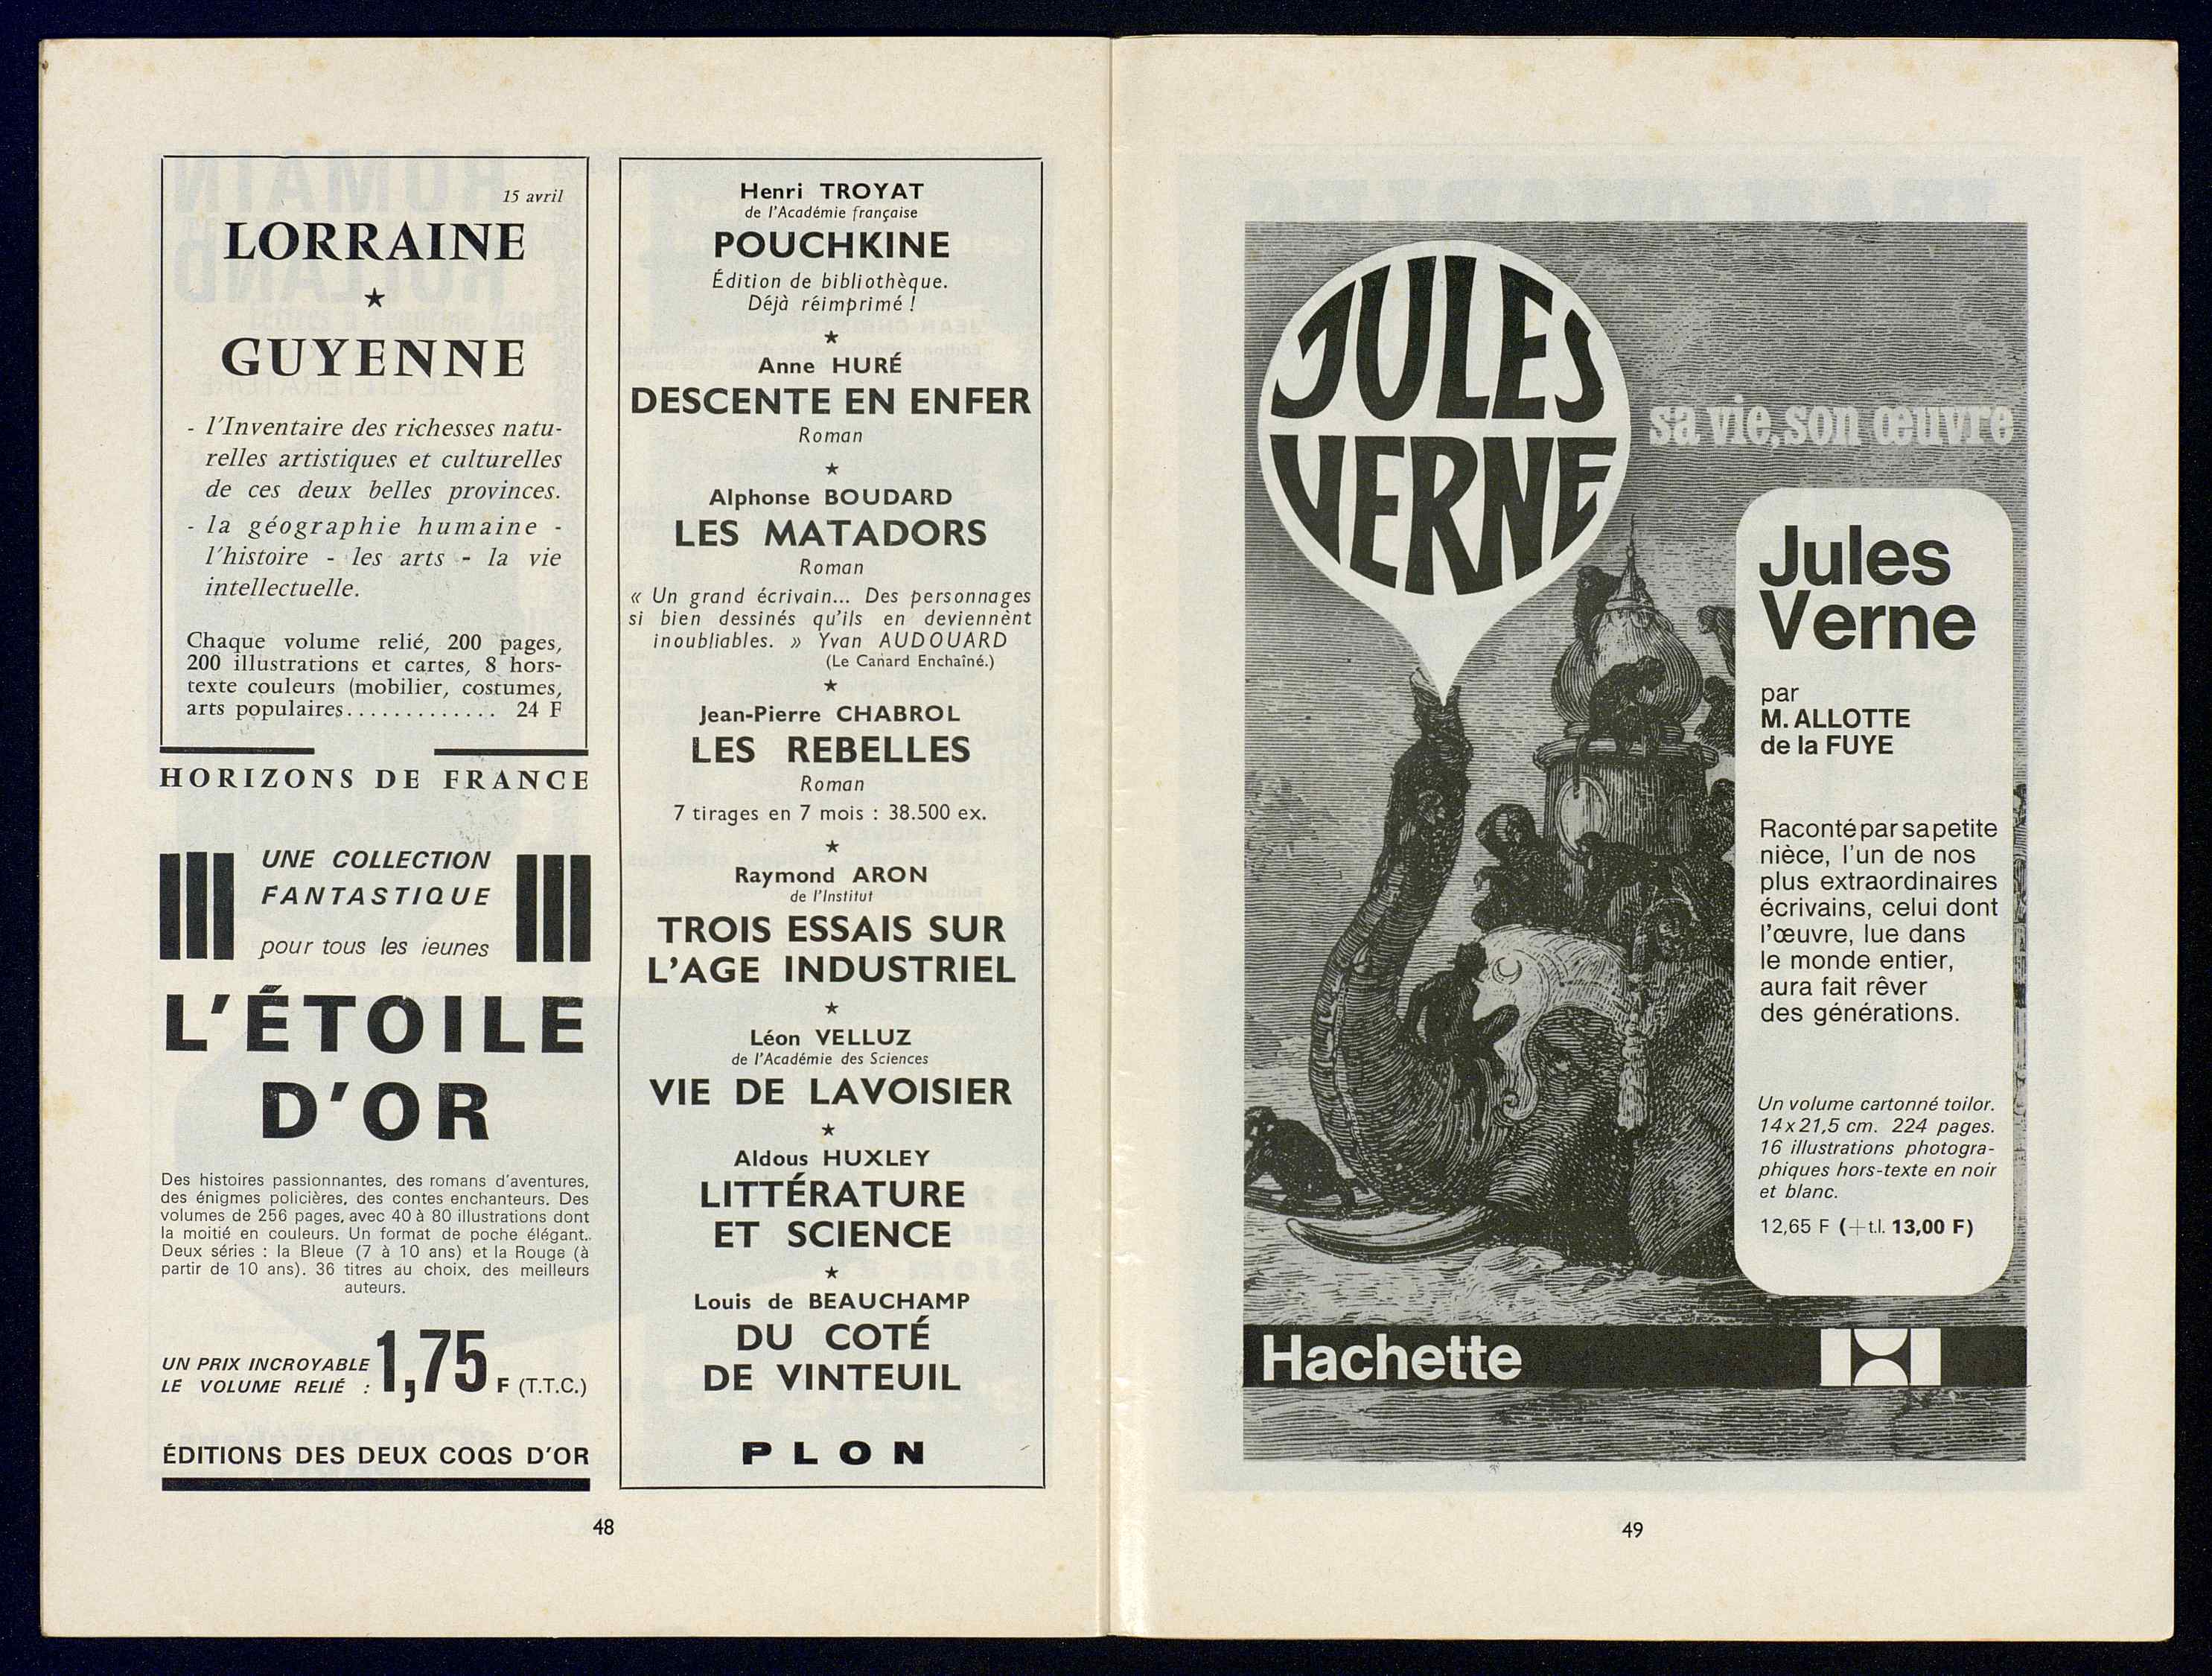 15 avril
LORRAINE
★
GUYENNE
- l'Inventaire des richesses natu-
relles artistiques et culturelles
de ces deux belles provinces.
- la géographie humaine -
l'histoire - les arts - la vie
intellectuelle.
Chaque volume relié, 200 pages,
200 illustrations et cartes, 8 hors-
texte couleurs (mobilier, costumes,
arts populaires............. 24 F
HORIZONS DE FRANCE
UNE COLLECTION
FANTASTIQUE
pour tous les ieunes
L'ÉTOILE
D'OR
Des histoires passionnantes, des romans d'aventures,
des énigmes policières, des contes enchanteurs. Des
volumes de 256 pages, avec 40 à 80 illustrations dont
la moitié en couleurs. Un format de poche élégant.
Deux séries : la Bleue (7 à 10 ans) et la Rouge (à
partir de 10 ans). 36 titres au choix, des meilleurs
auteurs.
UN PRIX INCROYABLE
LE VOLUME RELIÉ : 1,75 F (T.T.C.)
ÉDITIONS DES DEUX COQS D'OR
Henri TROYAT
de l'Académie française
POUCHKINE
Édition de bibliothèque.
Déjà réimprimé !
★
Anne HURÉ
DESCENTE EN ENFER
Roman
★
Alphonse BOUDARD
LES MATADORS
Roman
« Un grand écrivain... Des personnages
si bien dessinés qu'ils en deviennent
inoubliables. » Yvan AUDOUARD
(Le Canard Enchaîné.)
★
Jean-Pierre CHABROL
LES REBELLES
Roman
7 tirages en 7 mois : 38.500 ex.
★
Raymond ARON
de l'Institut
TROIS ESSAIS SUR
L'AGE INDUSTRIEL
★
Léon VELLUZ
de l'Académie des Sciences
VIE DE LAVOISIER
★
Aldous HUXLEY
LITTÉRATURE
ET SCIENCE
★
Louis de BEAUCHAMP
DU COTÉ
DE VINTEUIL
PLON
48
JULES
VERNE
sa vie, son œuvre
Jules
Verne
par
M. ALLOTTE
de la FUYE
Raconté par sa petite
nièce, l'un de nos
plus extraordinaires
écrivains, celui dont
l'œuvre, lue dans
le monde entier,
aura fait rêver
des générations.
Un volume cartonné toilor.
14 x 21,5 cm. 224 pages.
16 illustrations photogra-
phiques hors-texte en noir
et blanc.
12,65 F (+t.l. 13,00 F)
Hachette
49